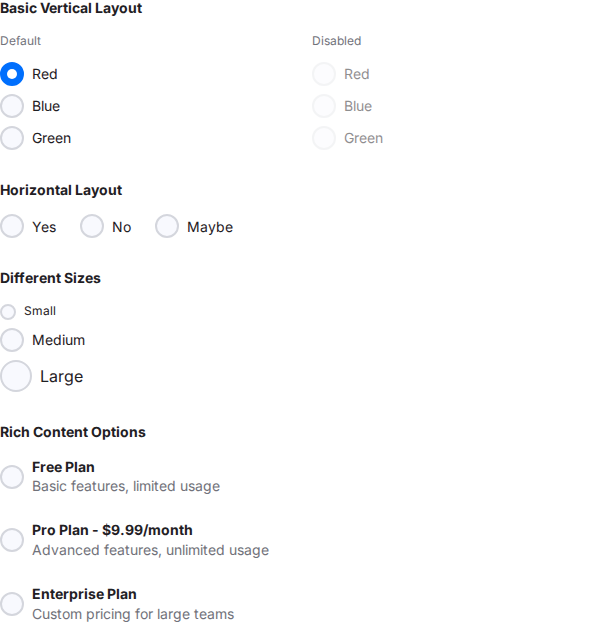 Basic Vertical Layout
Default
Disabled
Red
Red
Blue
Blue
Green
Green
Horizontal Layout
Yes
No
Maybe
Different Sizes
Small
Medium
Large
Rich Content Options
Free Plan
Basic features, limited usage
Pro Plan - $9.99/month
Advanced features, unlimited usage
Enterprise Plan
Custom pricing for large teams